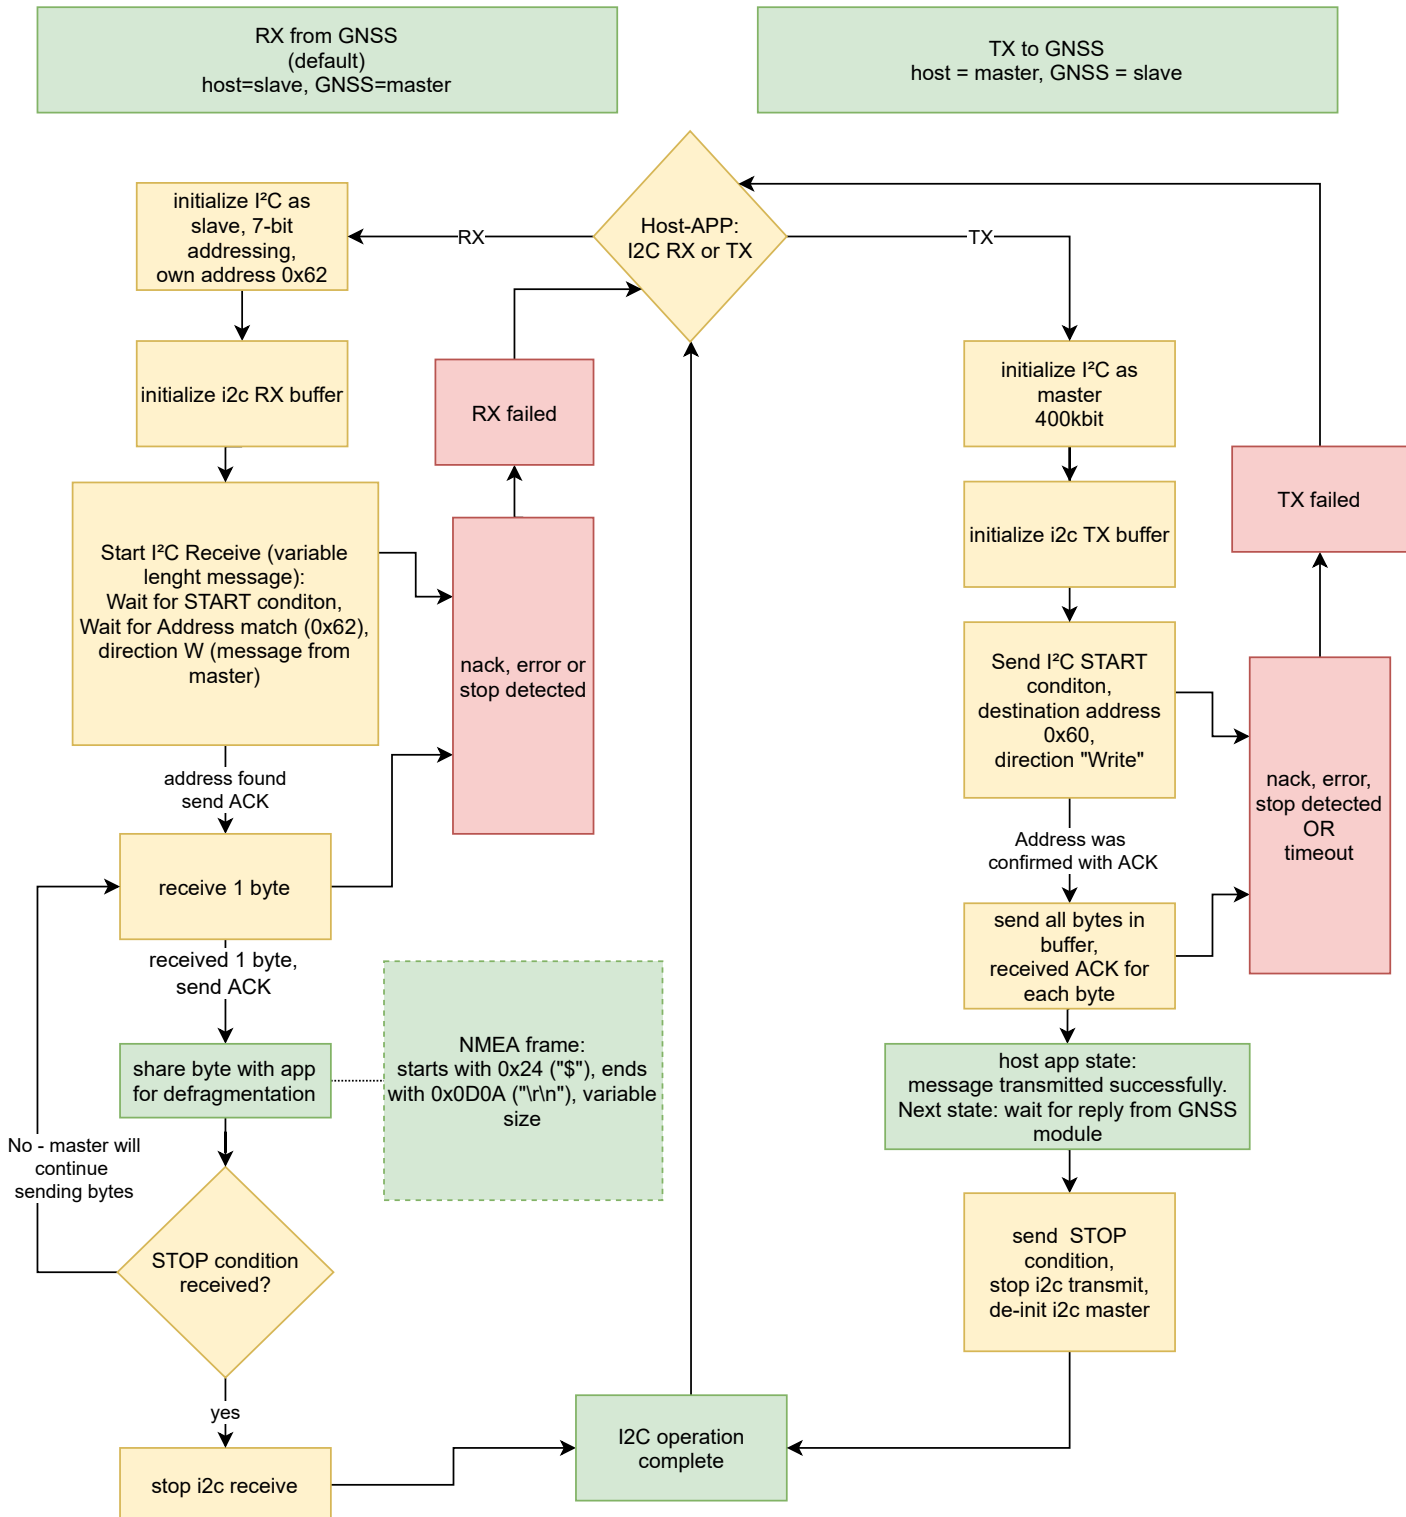 RX from GNSS
(default)
host=slave, GNSS=master
TX to GNSS
host = master, GNSS = slave
Host-APP:
I2C RX or TX
RX
TX
initialize I²C as
slave, 7-bit
addressing,
own address 0x62
initialize i2c RX buffer
RX failed
Start I²C Receive (variable
lenght message):
Wait for START conditon,
Wait for Address match (0x62),
direction W (message from
master)
nack, error or
stop detected
address found
send ACK
receive 1 byte
received 1 byte,
send ACK
share byte with app
for defragmentation
NMEA frame:
starts with 0x24 ("$"), ends
with 0x0D0A ("\r\n"), variable
size
No - master will
continue
sending bytes
STOP condition
received?
yes
stop i2c receive
I2C operation
complete
initialize I²C as
master
400kbit
initialize i2c TX buffer
TX failed
Send I²C START
conditon,
destination address
0x60,
direction "Write"
nack, error,
stop detected
OR
timeout
Address was
confirmed with ACK
send all bytes in
buffer,
received ACK for
each byte
host app state:
message transmitted successfully.
Next state: wait for reply from GNSS
module
send  STOP
condition,
stop i2c transmit,
de-init i2c master